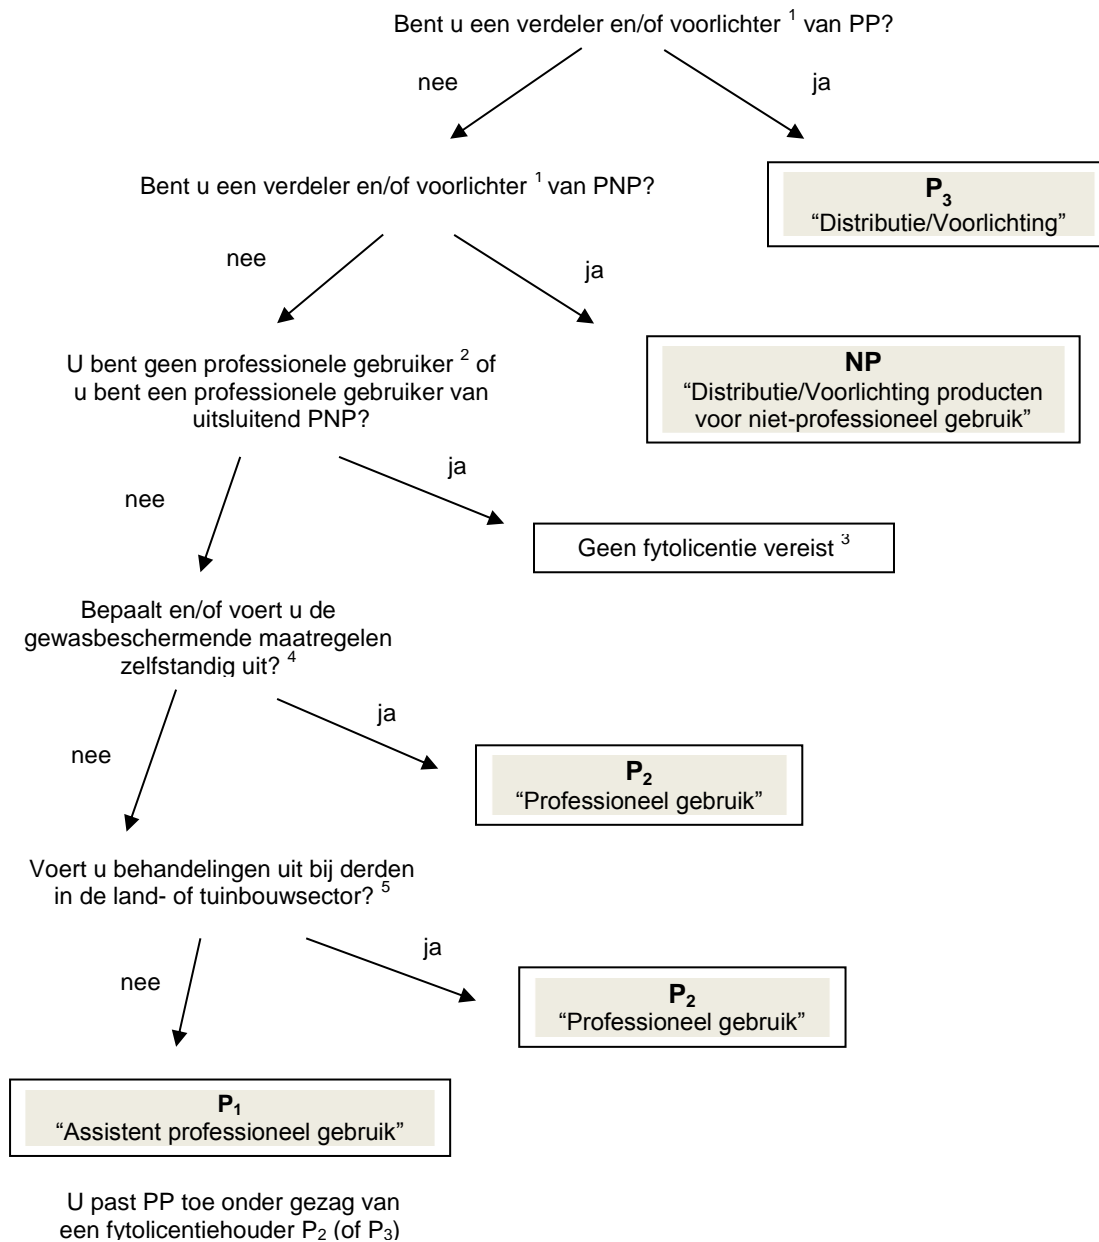 Bent u een verdeler en/of voorlichter ¹ van PP?
nee
ja
Bent u een verdeler en/of voorlichter ¹ van PNP?
P₃
“Distributie/Voorlichting”
nee
ja
U bent geen professionele gebruiker ² of
u bent een professionele gebruiker van
uitsluitend PNP?
NP
“Distributie/Voorlichting producten
voor niet-professioneel gebruik”
nee
ja
Geen fytolicentie vereist ³
Bepaalt en/of voert u de
gewasbeschermende maatregelen
zelfstandig uit? ⁴
nee
ja
P₂
“Professioneel gebruik”
Voert u behandelingen uit bij derden
in de land- of tuinbouwsector? ⁵
nee
ja
P₂
“Professioneel gebruik”
P₁
“Assistent professioneel gebruik”
U past PP toe onder gezag van
een fytolicentiehouder P₂ (of P₃)